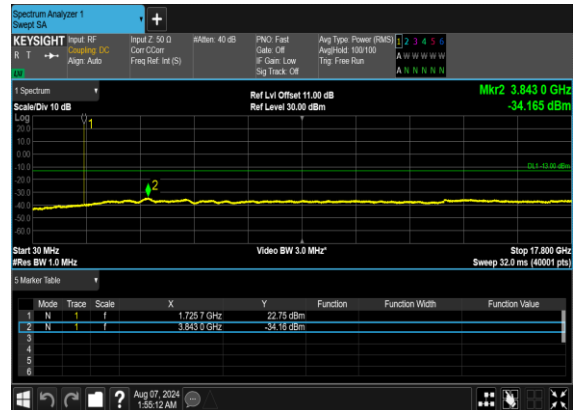 Spectrum Analyzer 1
Swept SA
+
KEYSIGHT Input: RF Input Z: 50 Ω #Atten: 40 dB PNO: Fast Avg Type: Power (RMS) 1 2 3 4 5 6
R T Coupling: DC Corr CCorr Gate: Off Avg|Hold: 100/100 A W W W W W
Align: Auto Freq Ref: Int (S) IF Gain: Low Trig: Free Run
Sig Track: Off A N N N N N
1 Spectrum Ref Lvl Offset 11.00 dB Mkr2 3.843 0 GHz
Scale/Div 10 dB Ref Level 30.00 dBm -34.165 dBm
Log
20.0 1
10.0
0.00
-10.0 DL1 -13.00 dBm
-20.0
-30.0 2
-40.0
-50.0
-60.0
Start 30 MHz Video BW 3.0 MHz* Stop 17.800 GHz
#Res BW 1.0 MHz Sweep 32.0 ms (40001 pts)
5 Marker Table
Mode Trace Scale X Y Function Function Width Function Value
1 N 1 f 1.725 7 GHz 22.75 dBm
2 N 1 f 3.843 0 GHz -34.16 dBm
3
4
5
6
? Aug 07, 2024
1:55:12 AM